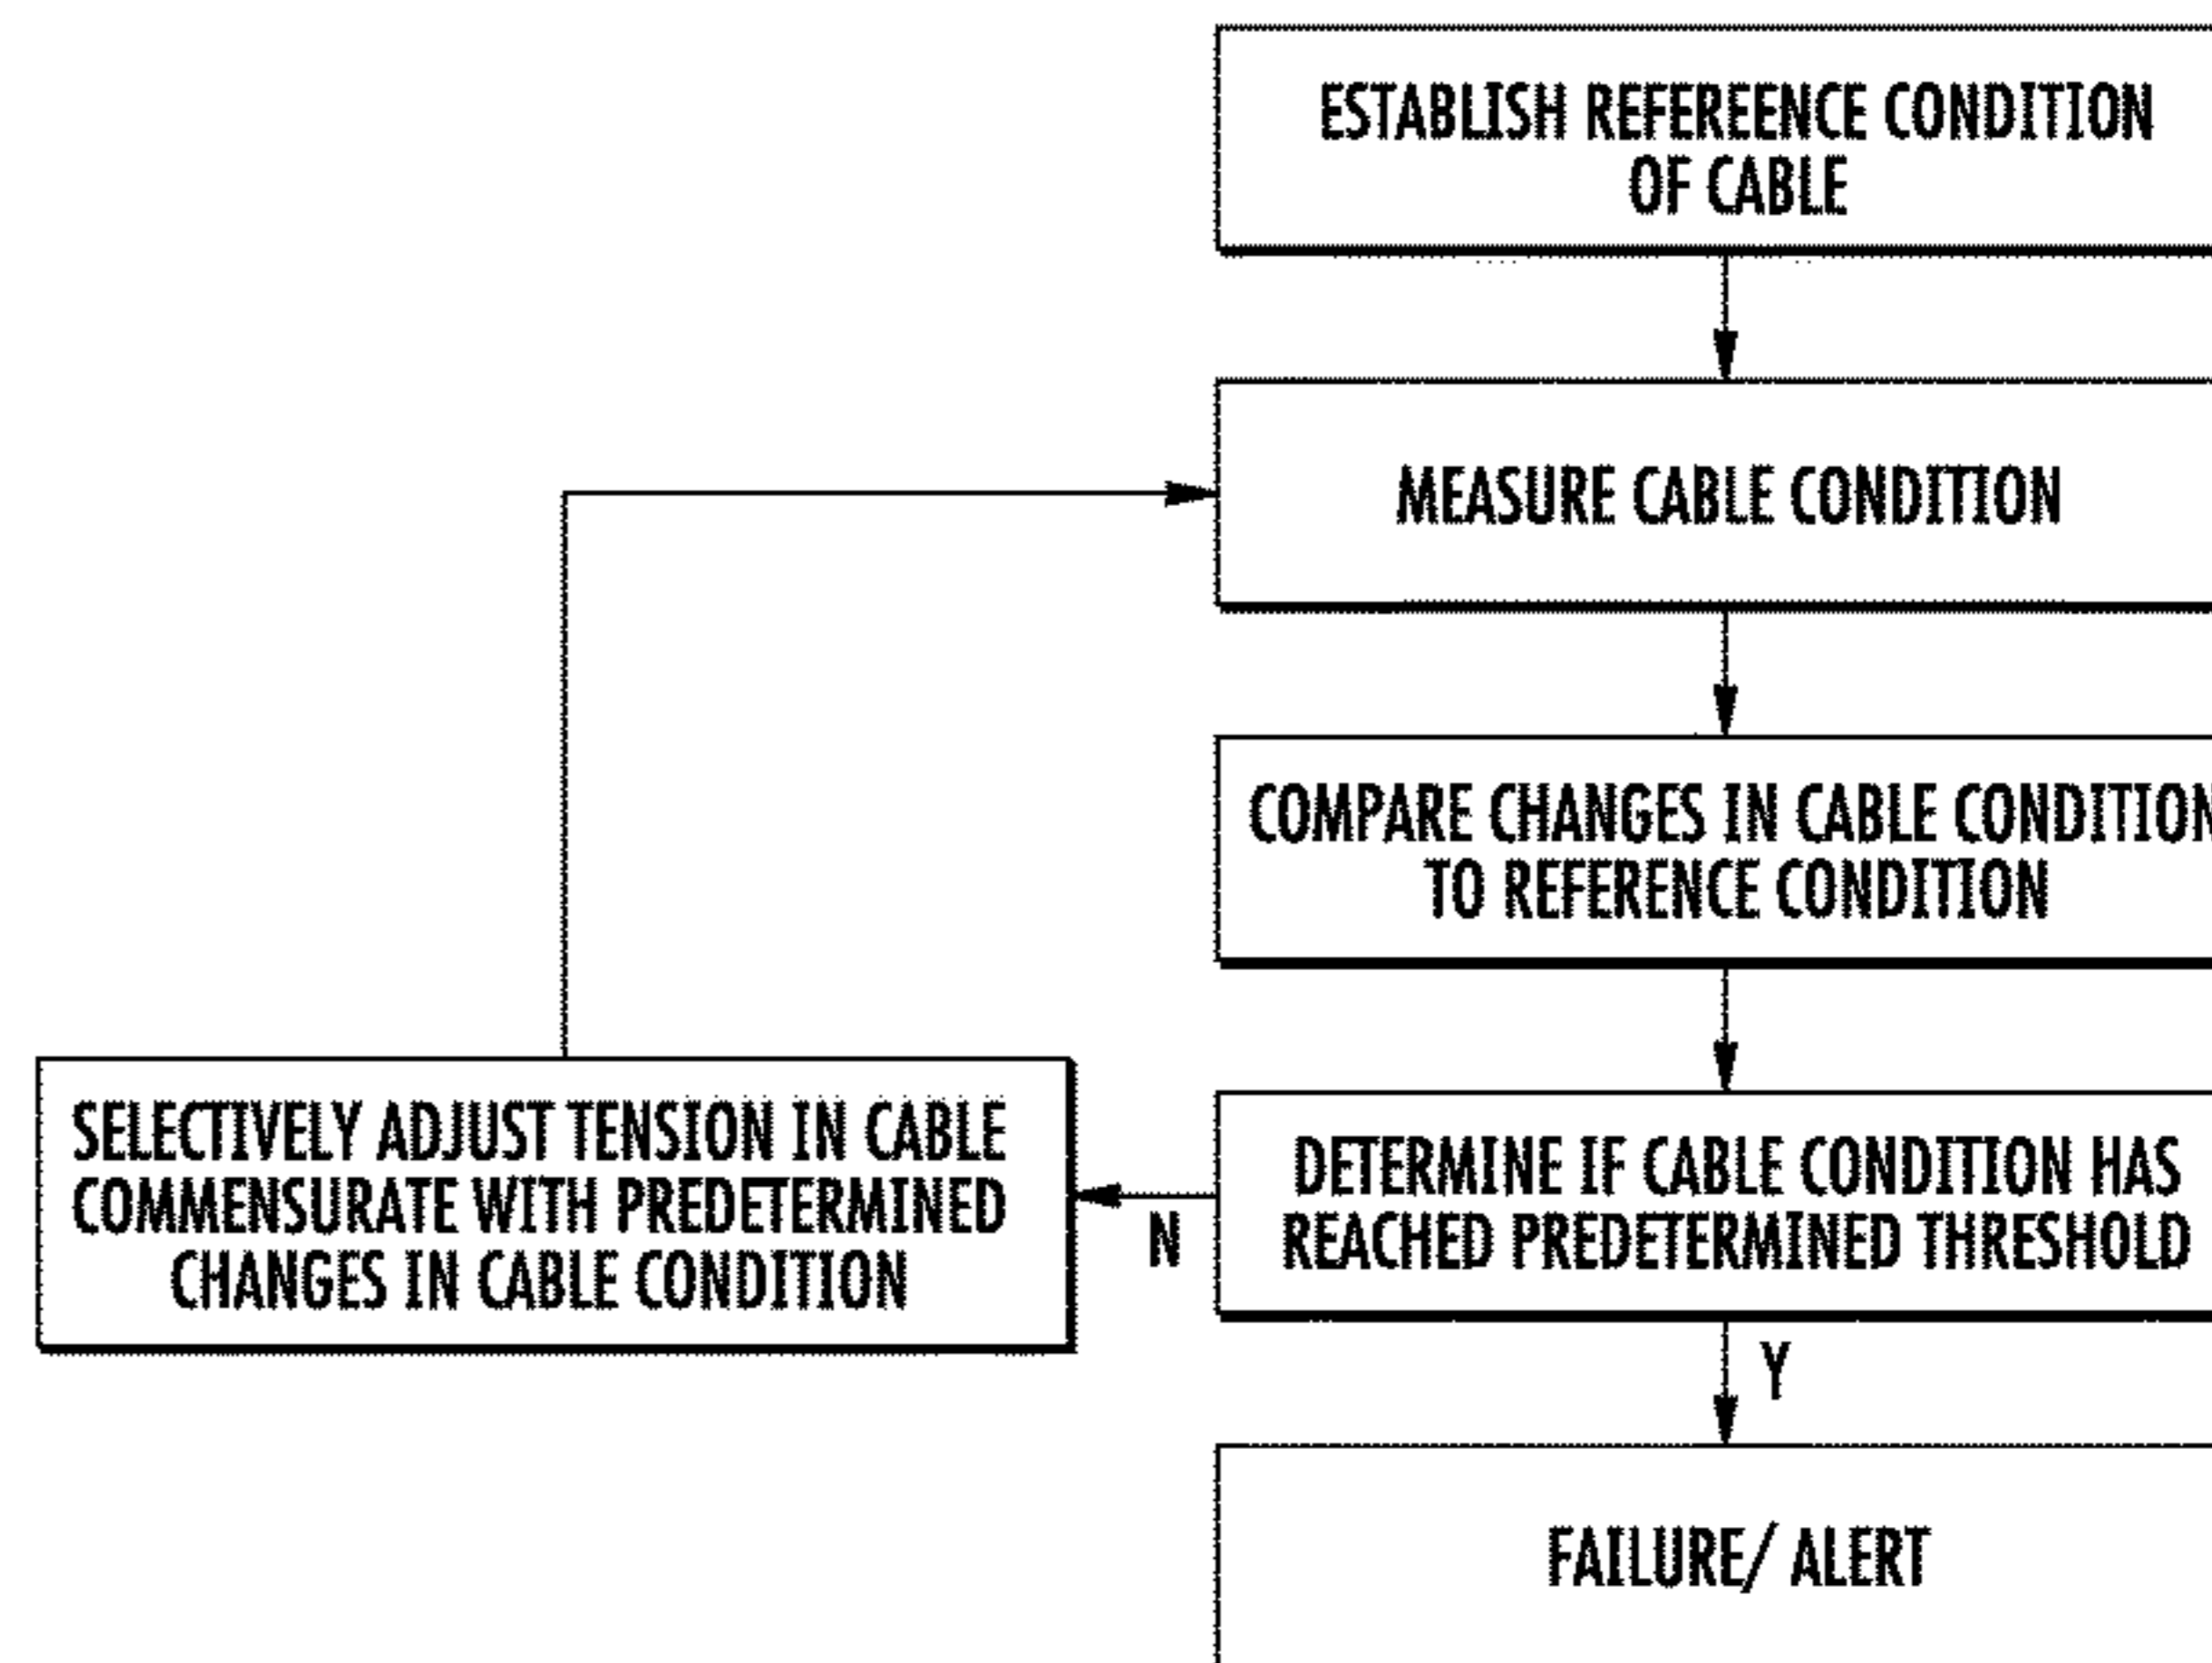 ESTABLISH REFEREENCE CONDITION
OF CABLE
MEASURE CABLE CONDITION
COMPARE CHANGES IN CABLE CONDITION
TO REFERENCE CONDITION
SELECTIVELY ADJUST TENSION IN CABLE
COMMENSURATE WITH PREDETERMINED
CHANGES IN CABLE CONDITION
N
DETERMINE IF CABLE CONDITION HAS
REACHED PREDETERMINED THRESHOLD
Y
FAILURE/ ALERT